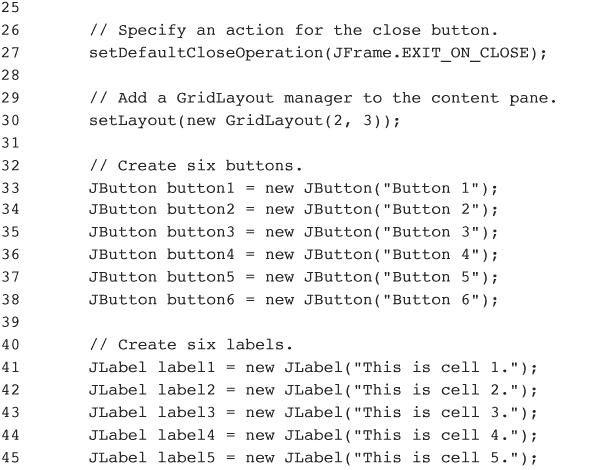 25
26 // Specify an action for the close button.
27 setDefaultCloseOperation(JFrame.EXIT_ON_CLOSE);
28
29 // Add a GridLayout manager to the content pane.
30 setLayout(new GridLayout(2, 3));
31
32 // Create six buttons.
33 JButton button1 = new JButton("Button 1");
34 JButton button2 = new JButton("Button 2");
35 JButton button3 = new JButton("Button 3");
36 JButton button4 = new JButton("Button 4");
37 JButton button5 = new JButton("Button 5");
38 JButton button6 = new JButton("Button 6");
39
40 // Create six labels.
41 JLabel label1 = new JLabel("This is cell 1.");
42 JLabel label2 = new JLabel("This is cell 2.");
43 JLabel label3 = new JLabel("This is cell 3.");
44 JLabel label4 = new JLabel("This is cell 4.");
45 JLabel label5 = new JLabel("This is cell 5.");